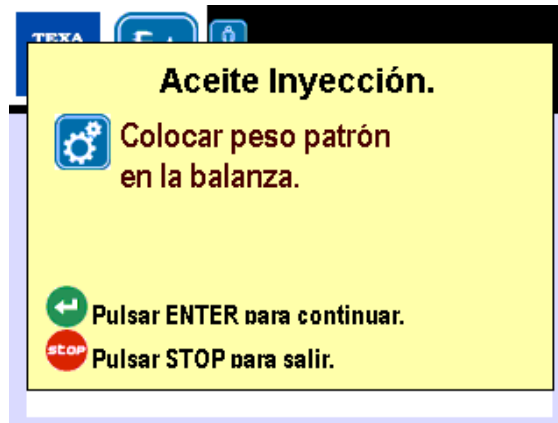 TEXA
Aceite Inyección.
Colocar peso patrón
en la balanza.
Pulsar ENTER para continuar.
STOP Pulsar STOP para salir.